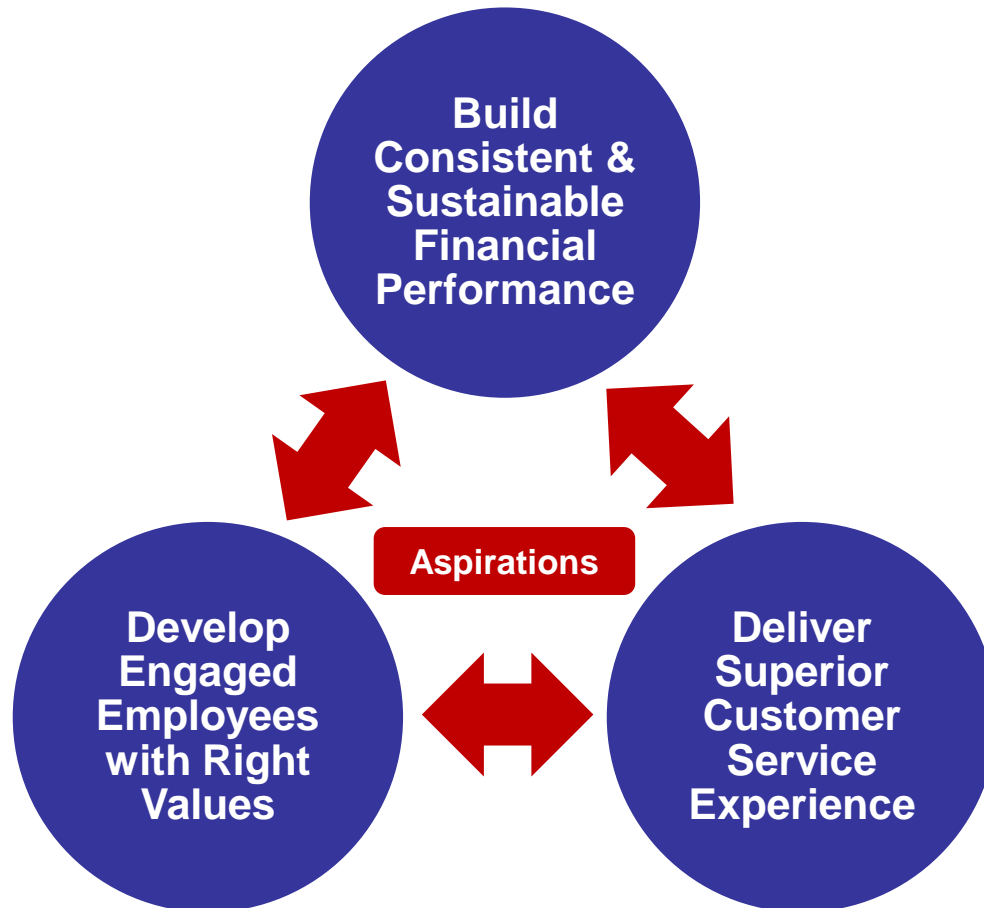 Build
Consistent &
Sustainable
Financial
Performance
Aspirations
Develop
Engaged
Employees
with Right
Values
Deliver
Superior
Customer
Service
Experience